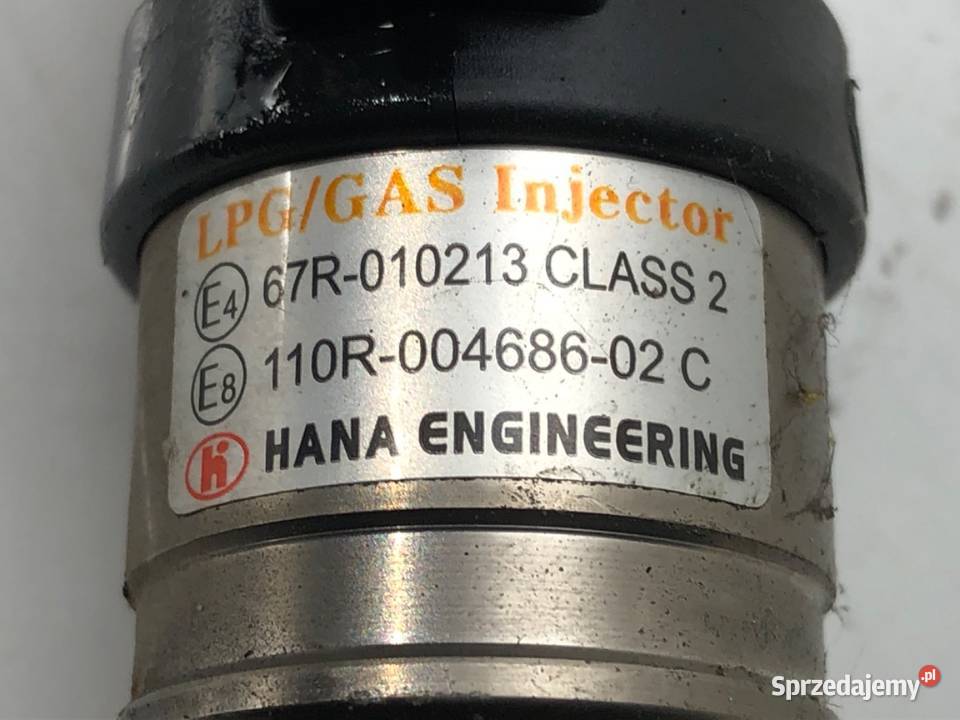 LPG/GAS Injector
E4 67R-010213 CLASS 2
E8 110R-004686-02 C
h HANA ENGINEERING
Sprzedajemy.pl